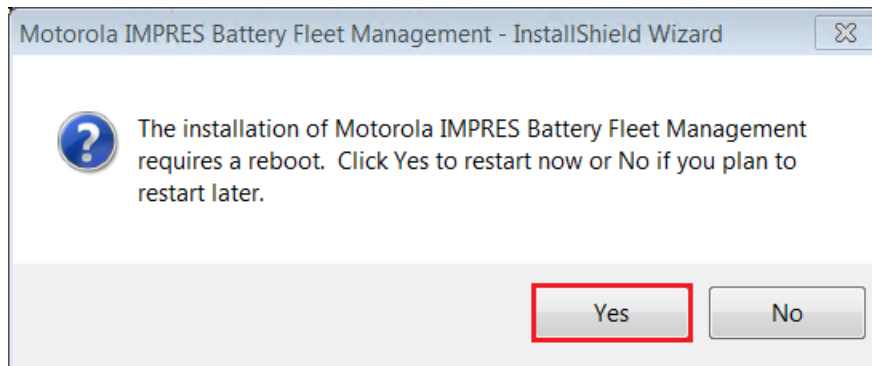 Motorola IMPRES Battery Fleet Management - InstallShield Wizard
The installation of Motorola IMPRES Battery Fleet Management
requires a reboot.  Click Yes to restart now or No if you plan to
restart later.
Yes
No